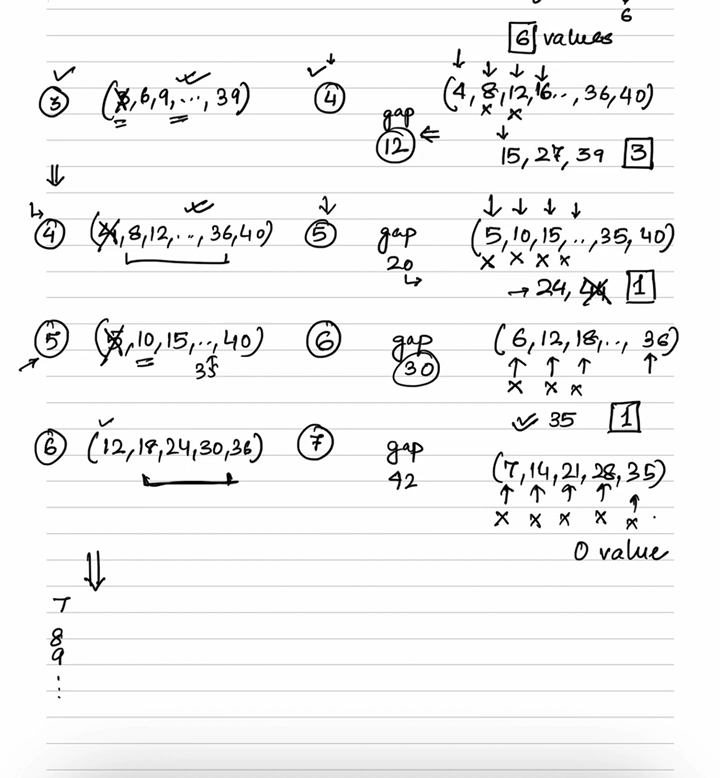 6
6 values
③ (3, 6, 9, ..., 39) ④ (4, 8, 12, 16..., 36, 40)
gap
12 15, 27, 39 3
④ (4, 8, 12, ..., 36, 40) ⑤ gap (5, 10, 15, ..., 35, 40)
20
→ 24, 44 1
⑤ (5, 10, 15, ..., 40) ⑥ gap (6, 12, 18, ..., 36)
35 30
35 1
⑥ (12, 18, 24, 30, 36) ⑦ gap (7, 14, 21, 28, 35)
42
0 value
7
8
9
⋮